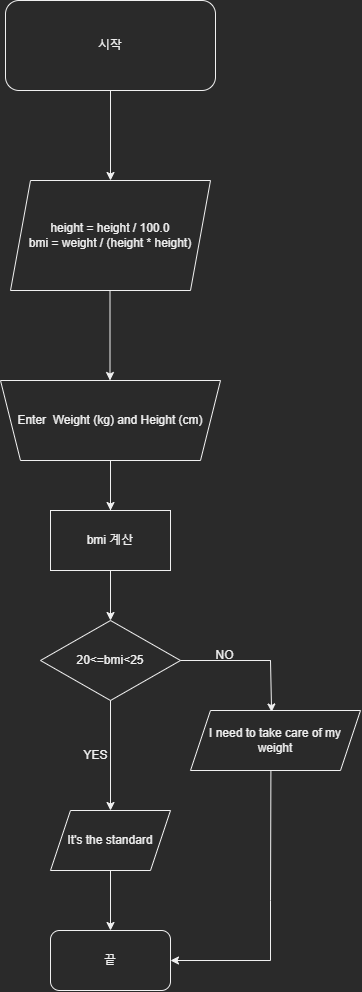 시작
height = height / 100.0
bmi = weight / (height * height)
Enter  Weight (kg) and Height (cm)
bmi 계산
20<=bmi<25
NO
I need to take care of my
weight
YES
It's the standard
끝